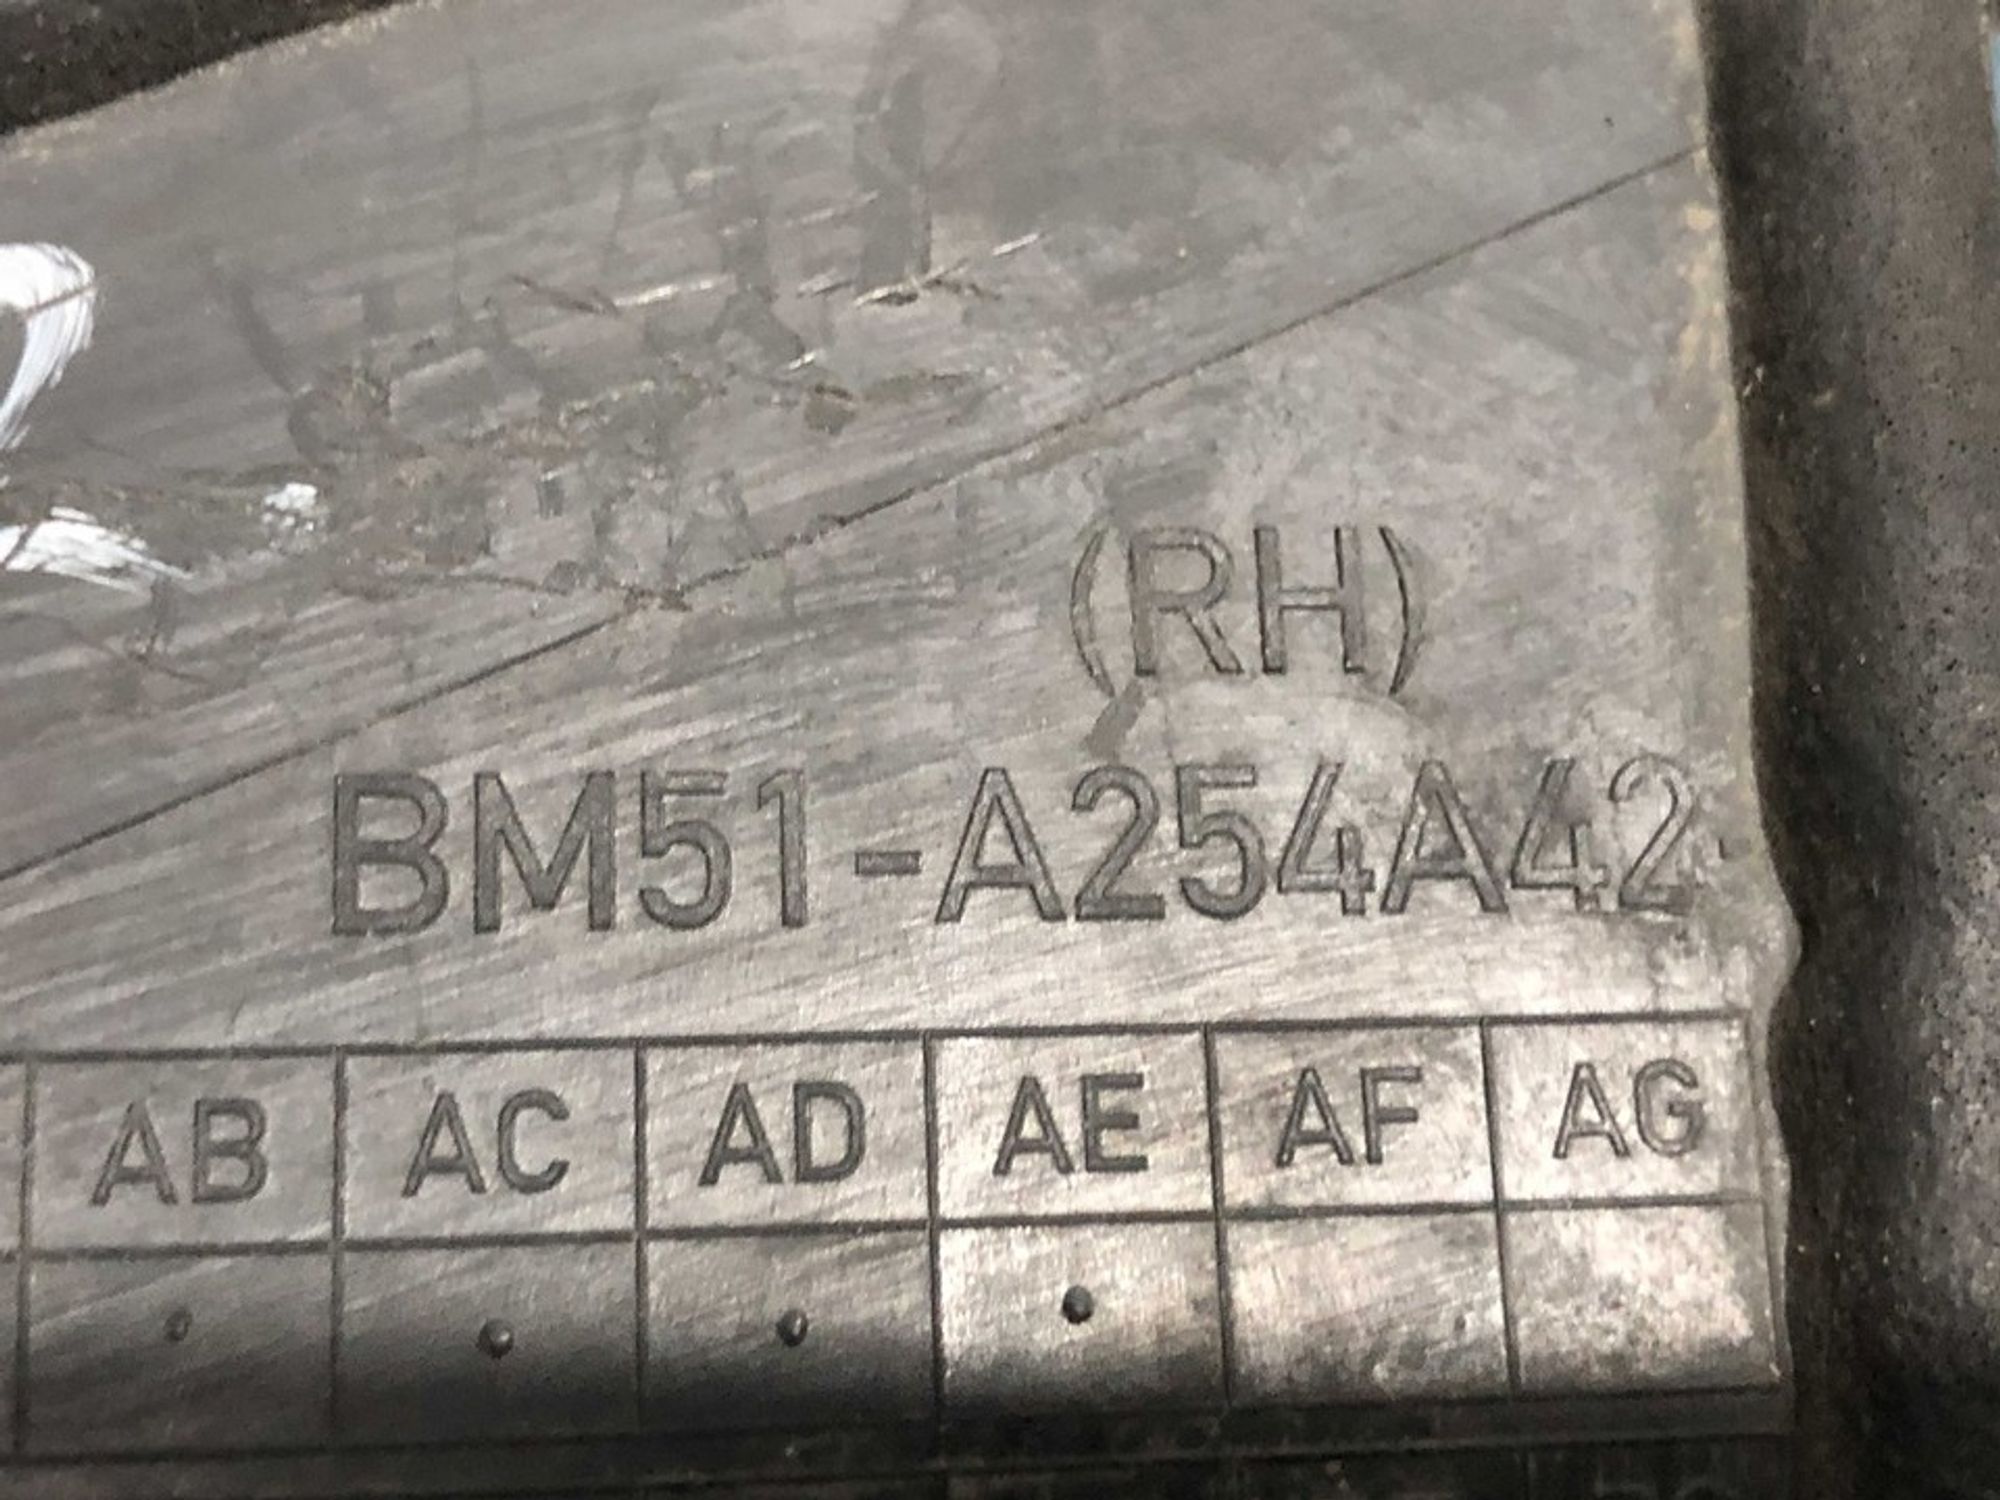 (RH)
BM51-A254A42
AB AC AD AE AF AG